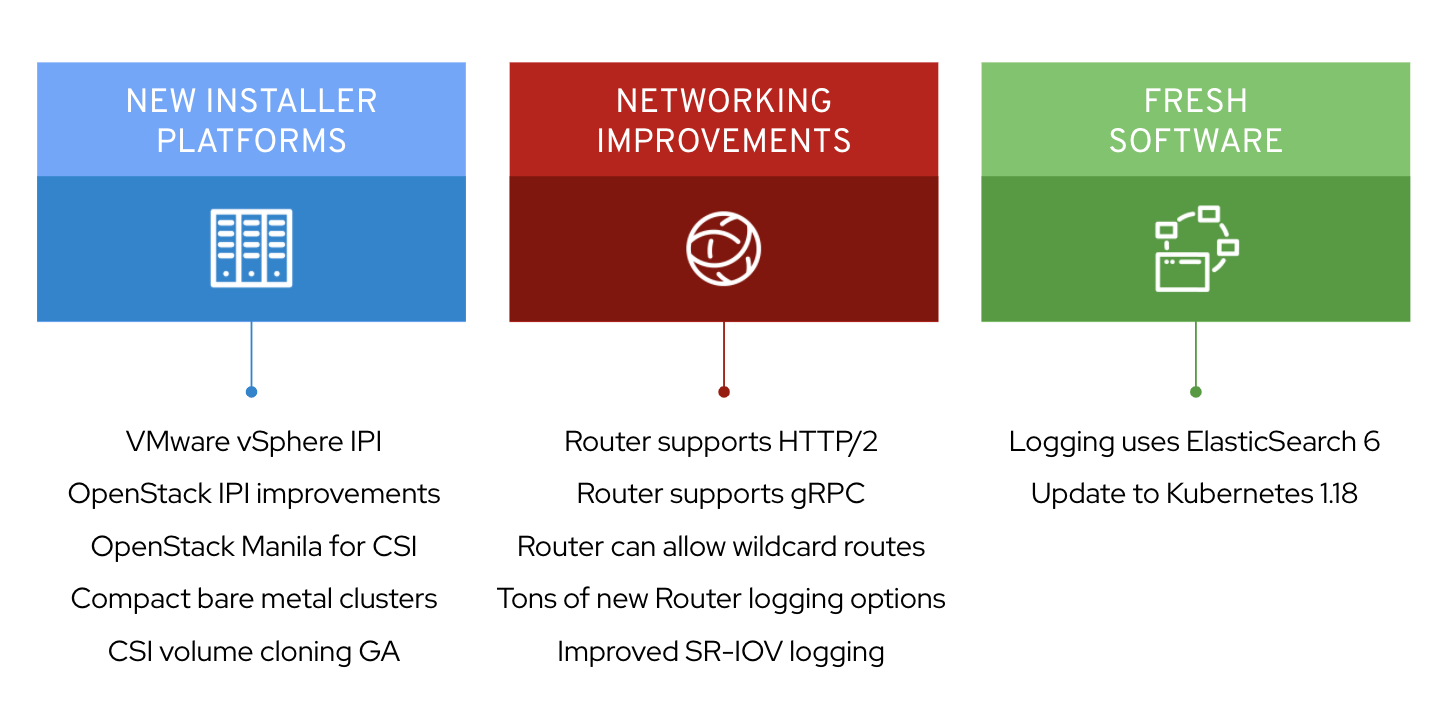 NEW INSTALLER
PLATFORMS
VMware vSphere IPI
OpenStack IPI improvements
OpenStack Manila for CSI
Compact bare metal clusters
CSI volume cloning GA
NETWORKING
IMPROVEMENTS
Router supports HTTP/2
Router supports gRPC
Router can allow wildcard routes
Tons of new Router logging options
Improved SR-IOV logging
FRESH
SOFTWARE
Logging uses ElasticSearch 6
Update to Kubernetes 1.18